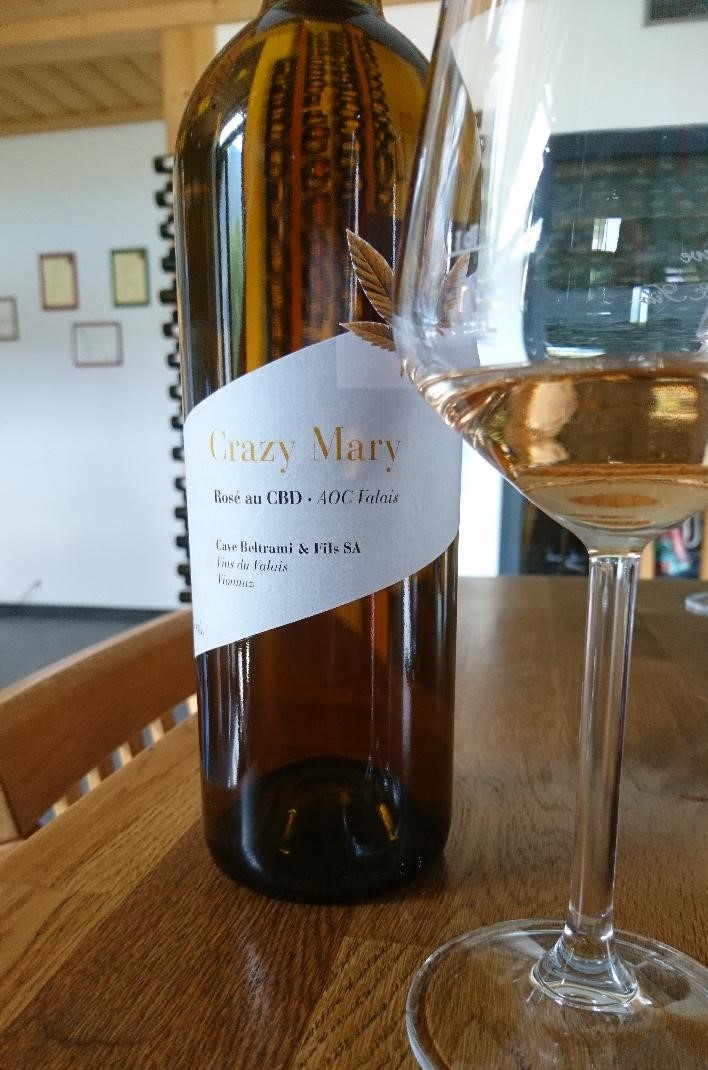 Crazy Mary
Rosé au CBD · AOC Valais
Cave Beltrami & Fils SA
Vins du Valais
Vionnaz